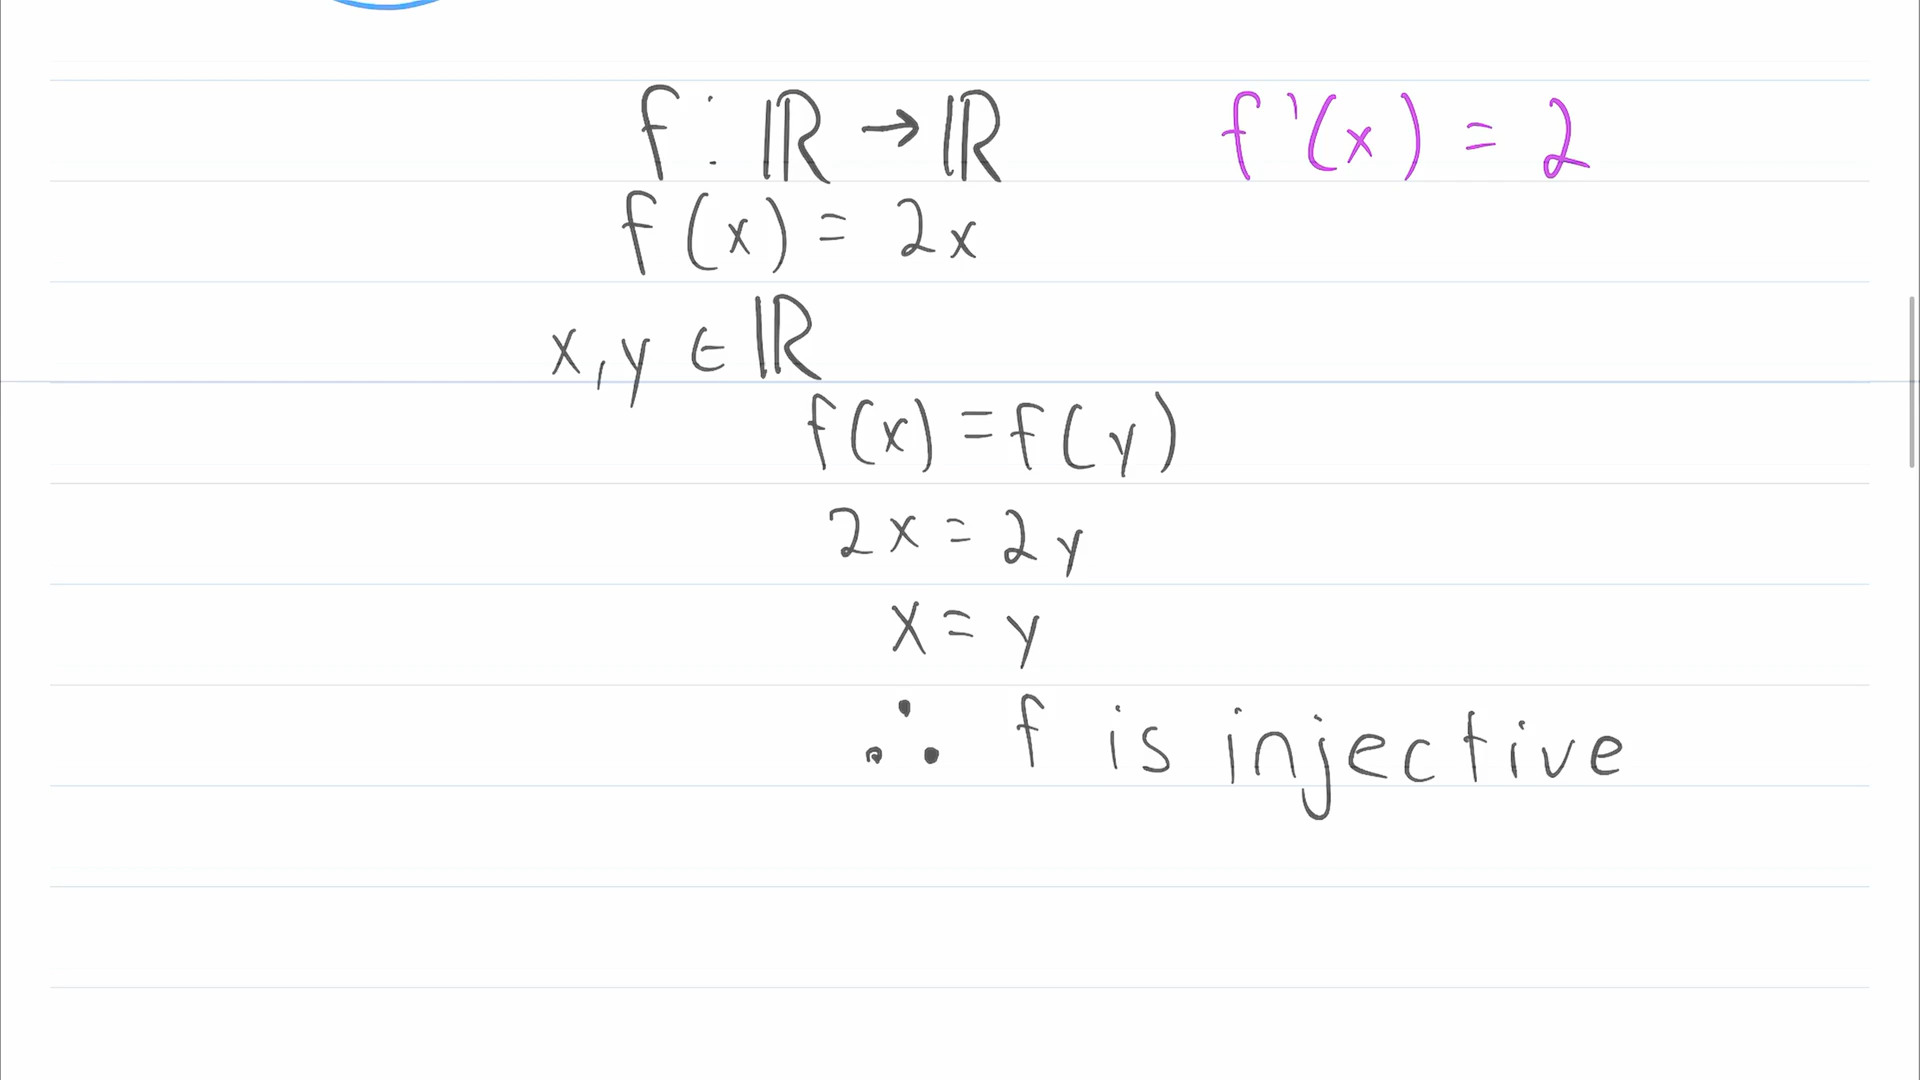 f : ℝ → ℝ f'(x) = 2
f(x) = 2x
x, y ∈ ℝ
f(x) = f(y)
2x = 2y
x = y
∴ f is injective